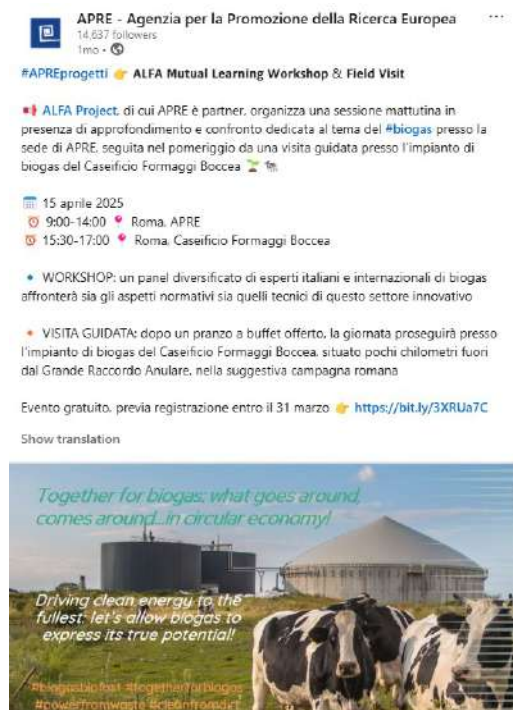 APRE - Agenzia per la Promozione della Ricerca Europea
14,637 followers
1mo •
#APREprogetti 👉 ALFA Mutual Learning Workshop & Field Visit
📢 ALFA Project, di cui APRE è partner, organizza una sessione mattutina in
presenza di approfondimento e confronto dedicata al tema del #biogas presso la
sede di APRE, seguita nel pomeriggio da una visita guidata presso l'impianto di
biogas del Caseificio Formaggi Boccea 🌱 🐄
📅 15 aprile 2025
⏰ 9:00-14:00 📍 Roma, APRE
⏰ 15:30-17:00 📍 Roma, Caseificio Formaggi Boccea
🔹 WORKSHOP: un panel diversificato di esperti italiani e internazionali di biogas
affronterà sia gli aspetti normativi sia quelli tecnici di questo settore innovativo
🔸 VISITA GUIDATA: dopo un pranzo a buffet offerto, la giornata proseguirà presso
l'impianto di biogas del Caseificio Formaggi Boccea, situato pochi chilometri fuori
dal Grande Raccordo Anulare, nella suggestiva campagna romana
Evento gratuito, previa registrazione entro il 31 marzo 👉 https://bit.ly/3XRUa7C
Show translation
Together for biogas: what goes around,
comes around...in circular economy!
Driving clean energy to the
fullest: let's allow biogas to
express its true potential!
#biogasbiofast #togetherforbiogas
#powerfromwaste #cleanfromdirt